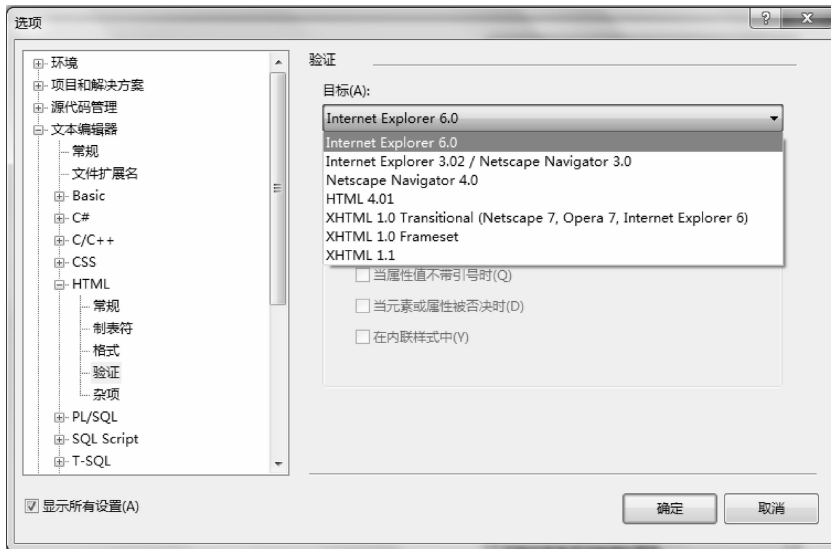 选项
环境
项目和解决方案
源代码管理
文本编辑器
常规
文件扩展名
Basic
C#
C/C++
CSS
HTML
常规
制表符
格式
验证
杂项
PL/SQL
SQL Script
T-SQL
显示所有设置(A)
验证
目标(A):
Internet Explorer 6.0
Internet Explorer 6.0
Internet Explorer 3.02 / Netscape Navigator 3.0
Netscape Navigator 4.0
HTML 4.01
XHTML 1.0 Transitional (Netscape 7, Opera 7, Internet Explorer 6)
XHTML 1.0 Frameset
XHTML 1.1
当属性值不带引号时(Q)
当元素或属性被否决时(D)
在内联样式中(Y)
确定
取消